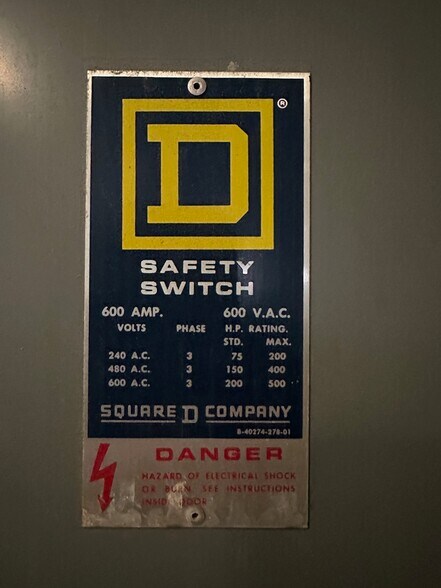 D ®
SAFETY
SWITCH
600 AMP. 600 V.A.C.
VOLTS PHASE H.P. RATING.
STD. MAX.
240 A.C. 3 75 200
480 A.C. 3 150 400
600 A.C. 3 200 500
SQUARE D COMPANY
B-40274-278-01
DANGER
HAZARD OF ELECTRICAL SHOCK
OR BURN. SEE INSTRUCTIONS
INSIDE DOOR